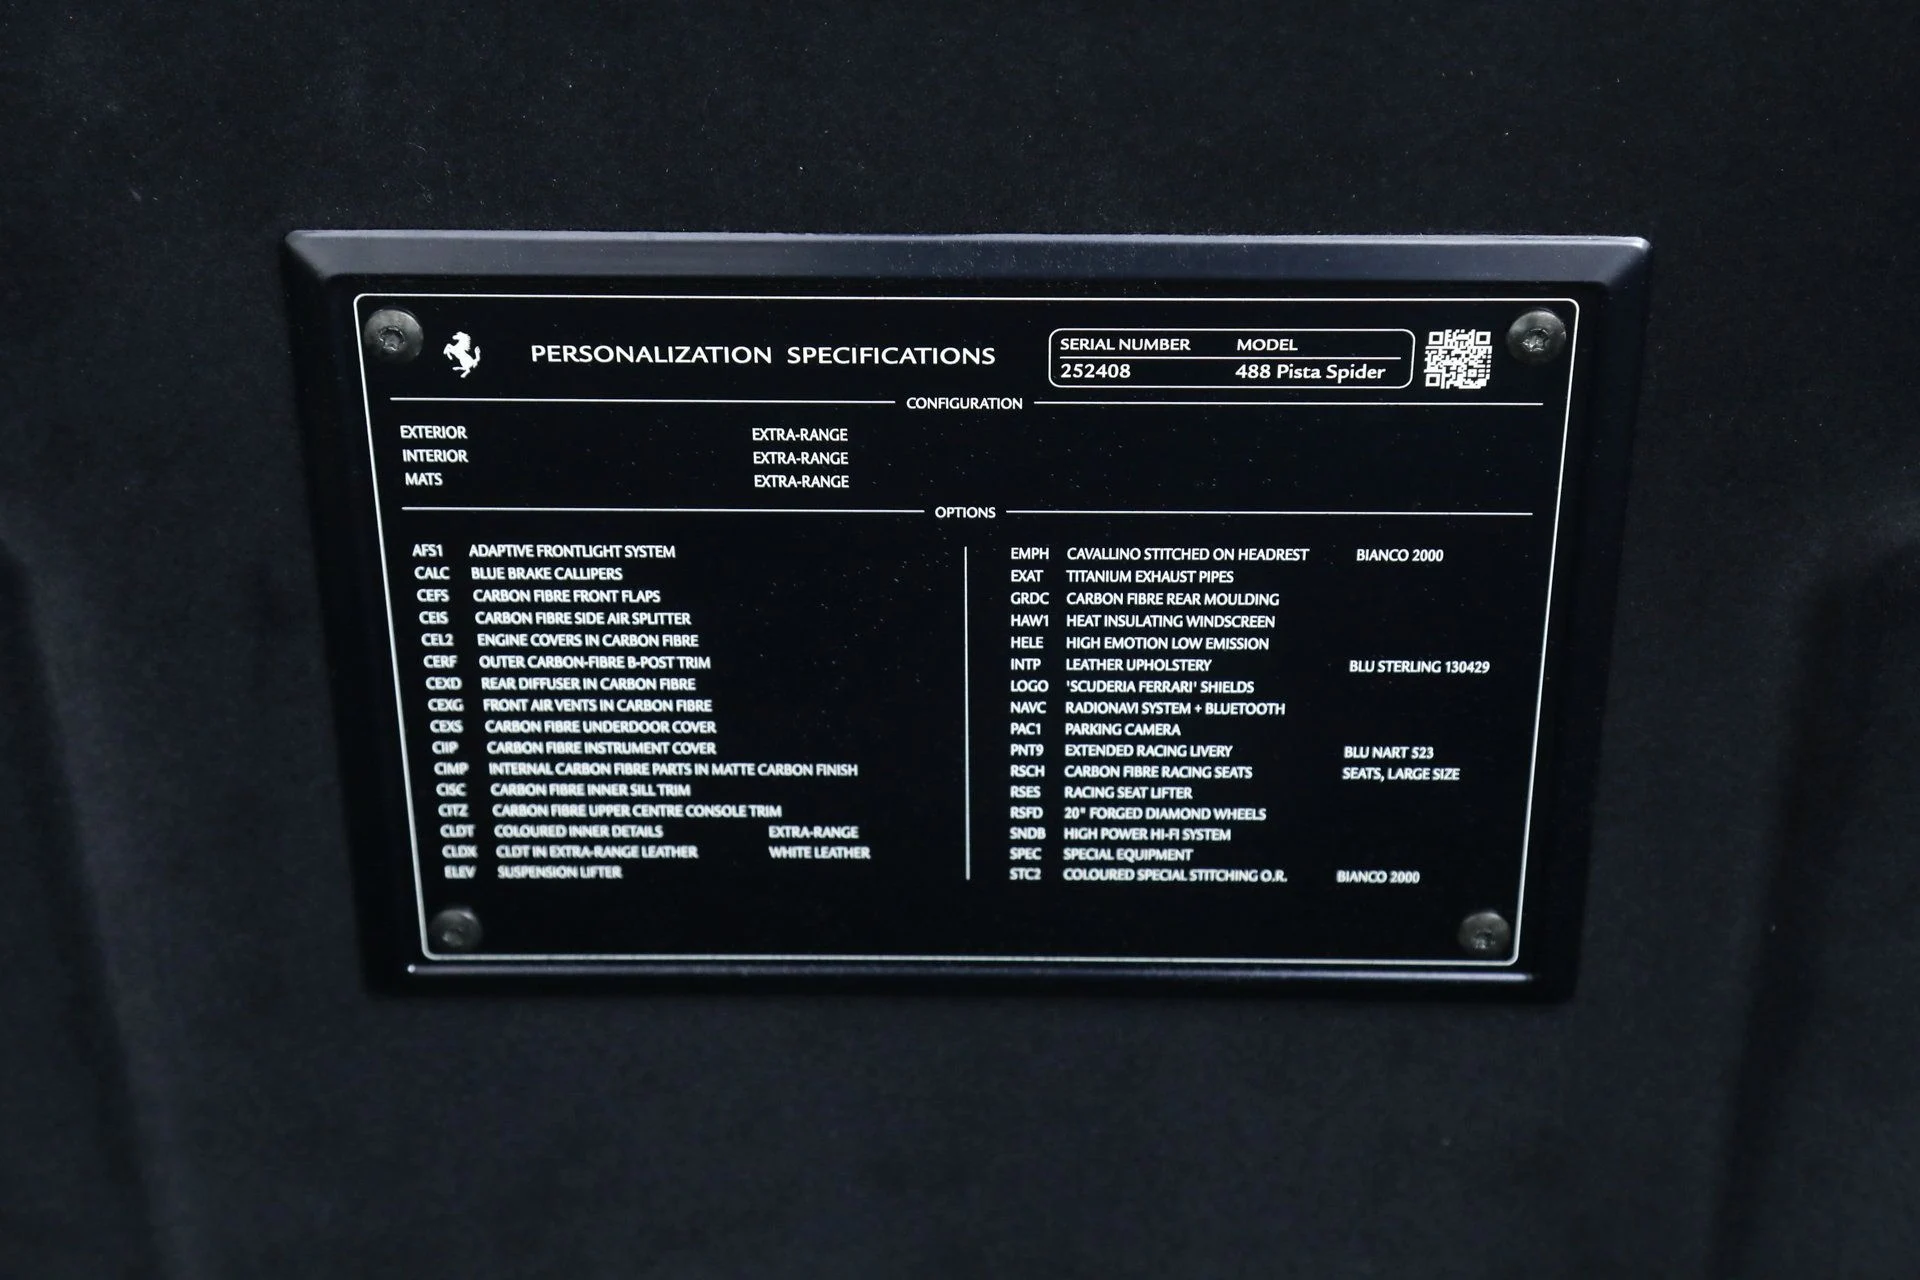 PERSONALIZATION SPECIFICATIONS
SERIAL NUMBER MODEL
252408 488 Pista Spider
CONFIGURATION
EXTERIOR EXTRA-RANGE
INTERIOR EXTRA-RANGE
MATS EXTRA-RANGE
OPTIONS
AFS1 ADAPTIVE FRONTLIGHT SYSTEM
CALC BLUE BRAKE CALLIPERS
CEFS CARBON FIBRE FRONT FLAPS
CEIS CARBON FIBRE SIDE AIR SPLITTER
CEL2 ENGINE COVERS IN CARBON FIBRE
CERF OUTER CARBON-FIBRE B-POST TRIM
CEXD REAR DIFFUSER IN CARBON FIBRE
CEXG FRONT AIR VENTS IN CARBON FIBRE
CEXS CARBON FIBRE UNDERDOOR COVER
CIIP CARBON FIBRE INSTRUMENT COVER
CIMP INTERNAL CARBON FIBRE PARTS IN MATTE CARBON FINISH
CISC CARBON FIBRE INNER SILL TRIM
CITZ CARBON FIBRE UPPER CENTRE CONSOLE TRIM
CLDT COLOURED INNER DETAILS EXTRA-RANGE
CLDX CLDT IN EXTRA-RANGE LEATHER WHITE LEATHER
ELEV SUSPENSION LIFTER
EMPH CAVALLINO STITCHED ON HEADREST BIANCO 2000
EXAT TITANIUM EXHAUST PIPES
GRDC CARBON FIBRE REAR MOULDING
HAW1 HEAT INSULATING WINDSCREEN
HELE HIGH EMOTION LOW EMISSION
INTP LEATHER UPHOLSTERY BLU STERLING 130429
LOGO 'SCUDERIA FERRARI' SHIELDS
NAVC RADIONAVI SYSTEM + BLUETOOTH
PAC1 PARKING CAMERA
PNT9 EXTENDED RACING LIVERY BLU NART 523
RSCH CARBON FIBRE RACING SEATS SEATS, LARGE SIZE
RSES RACING SEAT LIFTER
RSFD 20" FORGED DIAMOND WHEELS
SNDB HIGH POWER HI-FI SYSTEM
SPEC SPECIAL EQUIPMENT
STC2 COLOURED SPECIAL STITCHING O.R. BIANCO 2000